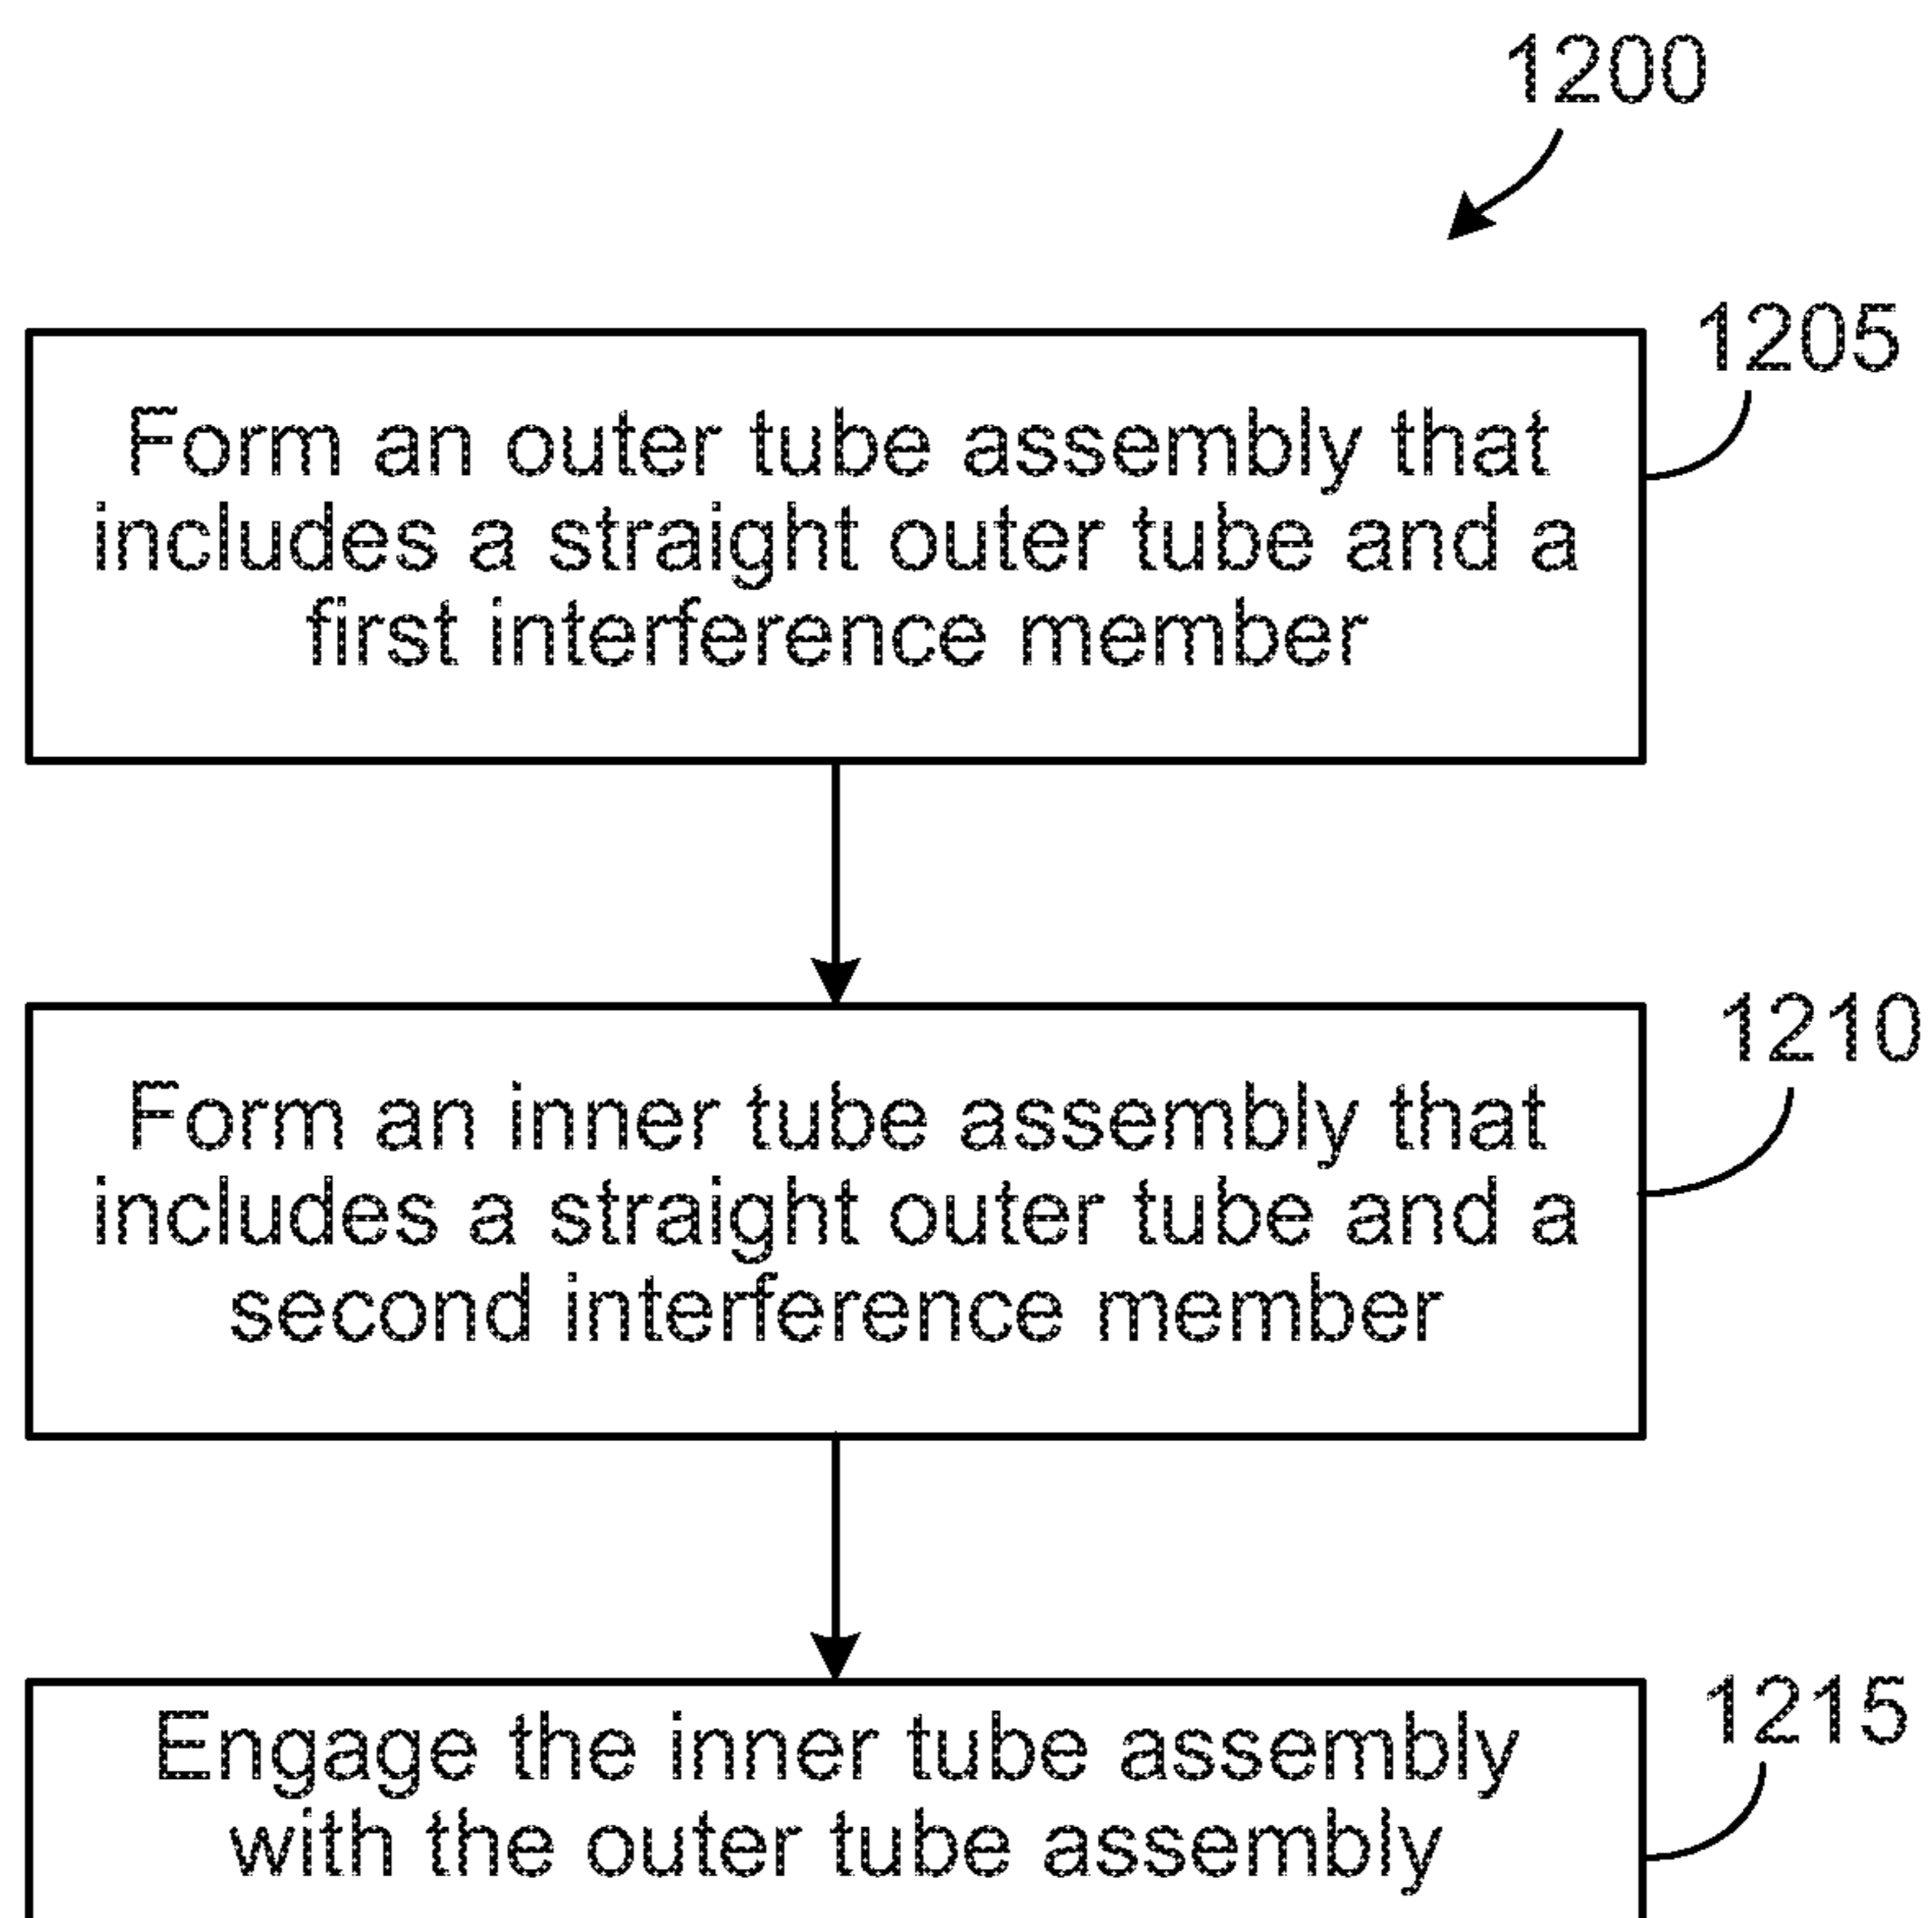 1200
1205
Form an outer tube assembly that
includes a straight outer tube and a
first interference member
1210
Form an inner tube assembly that
includes a straight outer tube and a
second interference member
1215
Engage the inner tube assembly
with the outer tube assembly